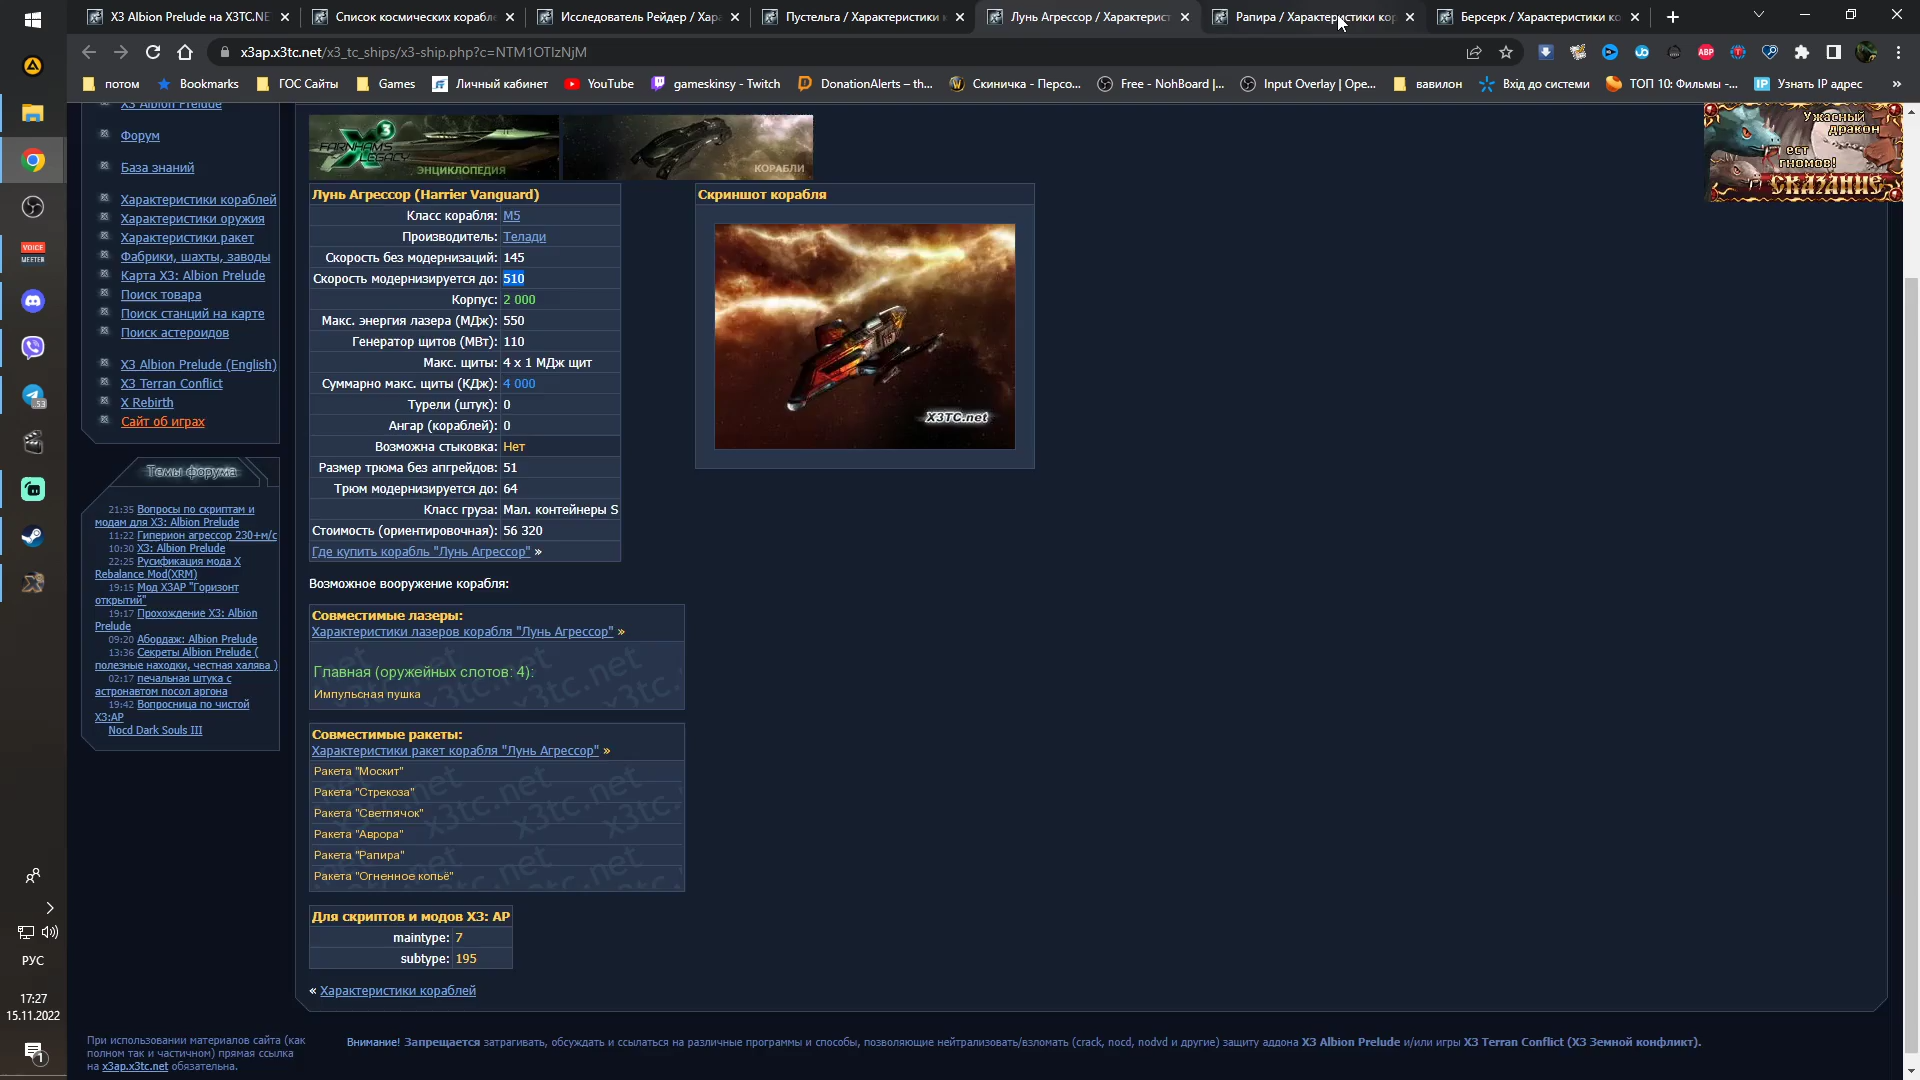 X3 Albion Prelude на X3TC.NE
Список космических корабл
Исследователь Рейдер / Хар
Пустельга / Характеристики
Лунь Агрессор / Характерист
Рапира / Характеристики кор
Берсерк / Характеристики ко
x3ap.x3tc.net/x3_tc_ships/x3-ship.php?c=NTM1OTIzNjM
потом
Bookmarks
ГОС Сайты
Games
Личный кабинет
YouTube
gameskinsy - Twitch
DonationAlerts – th...
Скиничка - Персо...
Free - NohBoard |...
Input Overlay | Ope...
вавилон
Вхід до системи
ТОП 10: Фильмы -...
Узнать IP адрес
X3 Albion Prelude
Форум
База знаний
Характеристики кораблей
Характеристики оружия
Характеристики ракет
Фабрики, шахты, заводы
Карта X3: Albion Prelude
Поиск товара
Поиск станций на карте
Поиск астероидов
X3 Albion Prelude (English)
X3 Terran Conflict
X Rebirth
Сайт об играх
Темы форума
21:35 Вопросы по скриптам и
модам для X3: Albion Prelude
11:22 Гиперион агрессор 230+м/с
10:30 X3: Albion Prelude
22:25 Русификация мода X
Rebalance Mod(XRM)
19:15 Мод X3AP "Горизонт
открытий"
19:17 Прохождение X3: Albion
Prelude
09:20 Абордаж: Albion Prelude
13:36 Секреты Albion Prelude (
полезные находки, честная халява )
02:17 печальная штука с
астронавтом посол аргона
19:42 Вопросница по чистой
X3:AP
Nocd Dark Souls III
X3
FARNHAM'S
LEGACY
ЭНЦИКЛОПЕДИЯ
КОРАБЛИ
Лунь Агрессор (Harrier Vanguard)
Класс корабля: M5
Производитель: Телади
Скорость без модернизаций: 145
Скорость модернизируется до: 510
Корпус: 2 000
Макс. энергия лазера (МДж): 550
Генератор щитов (МВт): 110
Макс. щиты: 4 x 1 МДж щит
Суммарно макс. щиты (КДж): 4 000
Турели (штук): 0
Ангар (кораблей): 0
Возможна стыковка: Нет
Размер трюма без апгрейдов: 51
Трюм модернизируется до: 64
Класс груза: Мал. контейнеры S
Стоимость (ориентировочная): 56 320
Где купить корабль "Лунь Агрессор" »
Скриншот корабля
X3TC.net
Возможное вооружение корабля:
Совместимые лазеры:
Характеристики лазеров корабля "Лунь Агрессор" »
Главная (оружейных слотов: 4):
Импульсная пушка
Совместимые ракеты:
Характеристики ракет корабля "Лунь Агрессор" »
Ракета "Москит"
Ракета "Стрекоза"
Ракета "Светлячок"
Ракета "Аврора"
Ракета "Рапира"
Ракета "Огненное копьё"
Для скриптов и модов X3: AP
maintype: 7
subtype: 195
« Характеристики кораблей
Ужасный
дракон
ест
гномов!
СКАЗАНИЕ
VOICE
MEETER
53
ABP
РУС
17:27
15.11.2022
1
При использовании материалов сайта (как
полном так и частичном) прямая ссылка
на x3ap.x3tc.net обязательна.
Внимание! Запрещается затрагивать, обсуждать и ссылаться на различные программы и способы, позволяющие нейтрализовать/взломать (crack, nocd, nodvd и другие) защиту аддона X3 Albion Prelude и/или игры X3 Terran Conflict (X3 Земной конфликт).